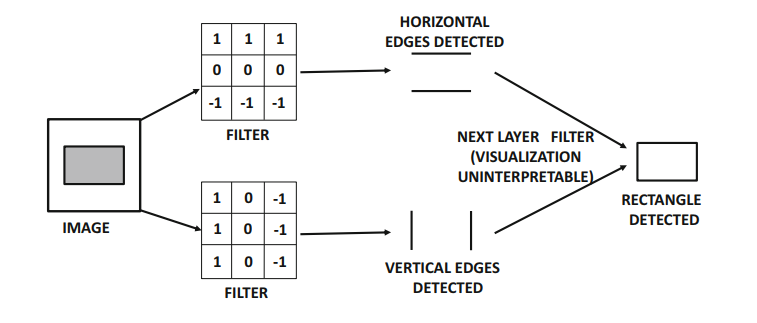 1 1 1
0 0 0
-1 -1 -1
FILTER
HORIZONTAL
EDGES DETECTED
IMAGE
1 0 -1
1 0 -1
1 0 -1
FILTER
VERTICAL EDGES
DETECTED
NEXT LAYER FILTER
(VISUALIZATION
UNINTERPRETABLE)
RECTANGLE
DETECTED